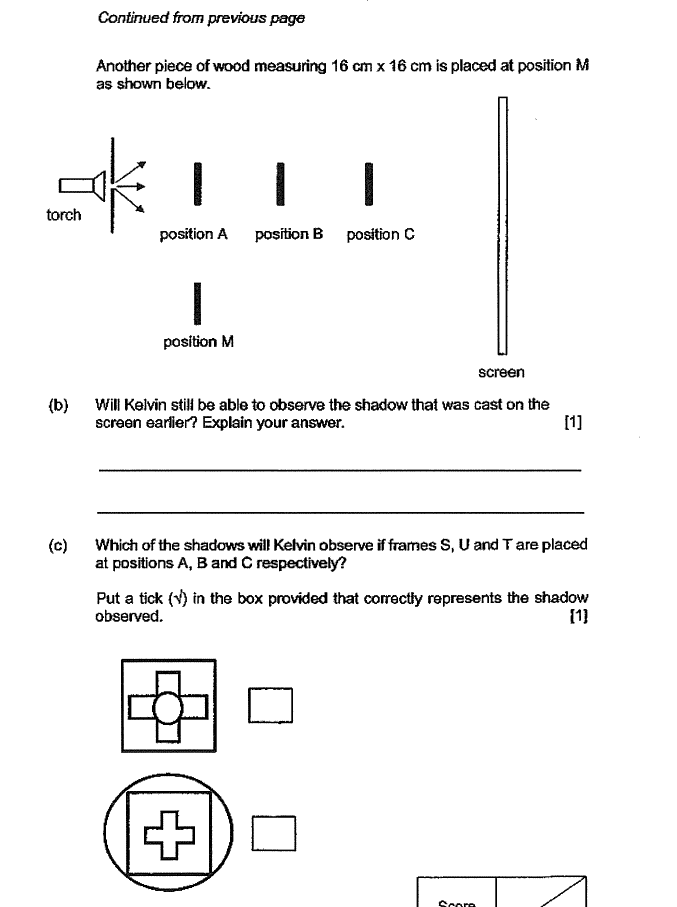 Continued from previous page
Another piece of wood measuring 16 cm x 16 cm is placed at position M
as shown below.
torch
position A position B position C
position M
screen
(b) Will Kelvin still be able to observe the shadow that was cast on the
screen earlier? Explain your answer. [1]
(c) Which of the shadows will Kelvin observe if frames S, U and T are placed
at positions A, B and C respectively?
Put a tick (√) in the box provided that correctly represents the shadow
observed. [1]
Score